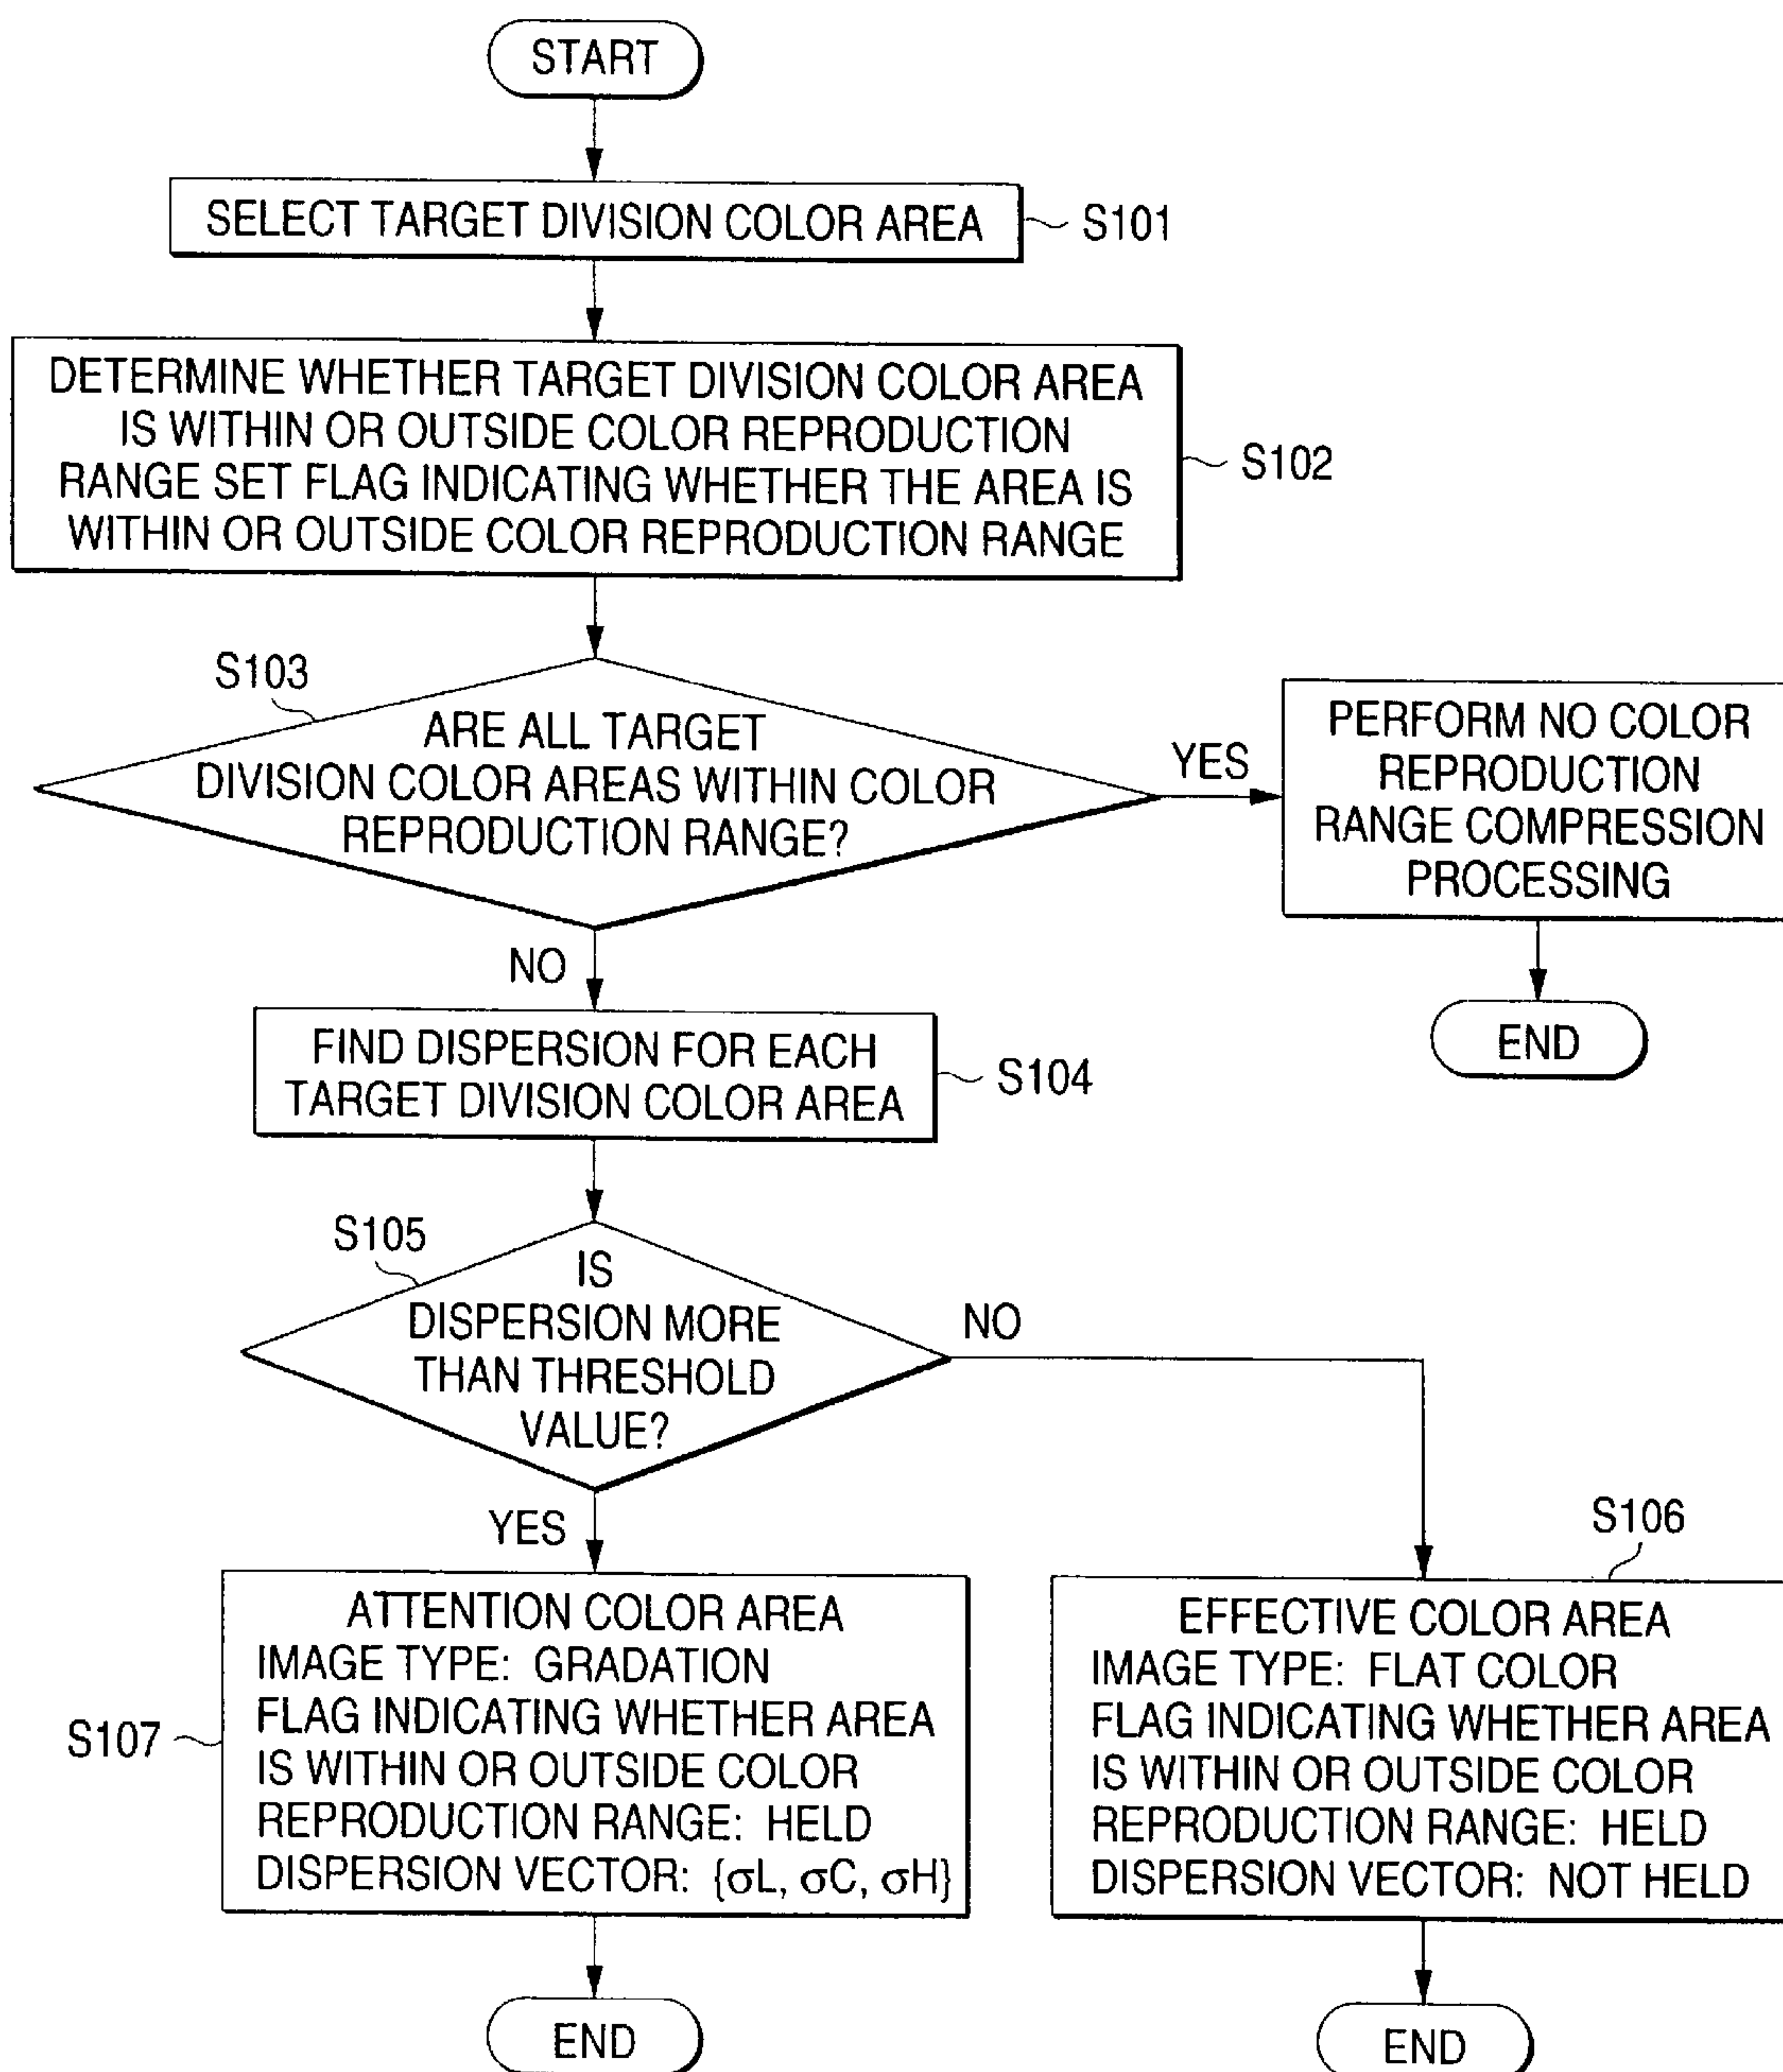 START
SELECT TARGET DIVISION COLOR AREA
S101
DETERMINE WHETHER TARGET DIVISION COLOR AREA
IS WITHIN OR OUTSIDE COLOR REPRODUCTION
RANGE SET FLAG INDICATING WHETHER THE AREA IS
WITHIN OR OUTSIDE COLOR REPRODUCTION RANGE
S102
S103
ARE ALL TARGET
DIVISION COLOR AREAS WITHIN COLOR
REPRODUCTION RANGE?
YES
PERFORM NO COLOR
REPRODUCTION
RANGE COMPRESSION
PROCESSING
END
NO
FIND DISPERSION FOR EACH
TARGET DIVISION COLOR AREA
S104
S105
IS
DISPERSION MORE
THAN THRESHOLD
VALUE?
NO
YES
S106
EFFECTIVE COLOR AREA
IMAGE TYPE: FLAT COLOR
FLAG INDICATING WHETHER AREA
IS WITHIN OR OUTSIDE COLOR
REPRODUCTION RANGE: HELD
DISPERSION VECTOR: NOT HELD
END
S107
ATTENTION COLOR AREA
IMAGE TYPE: GRADATION
FLAG INDICATING WHETHER AREA
IS WITHIN OR OUTSIDE COLOR
REPRODUCTION RANGE: HELD
DISPERSION VECTOR: {σL, σC, σH}
END